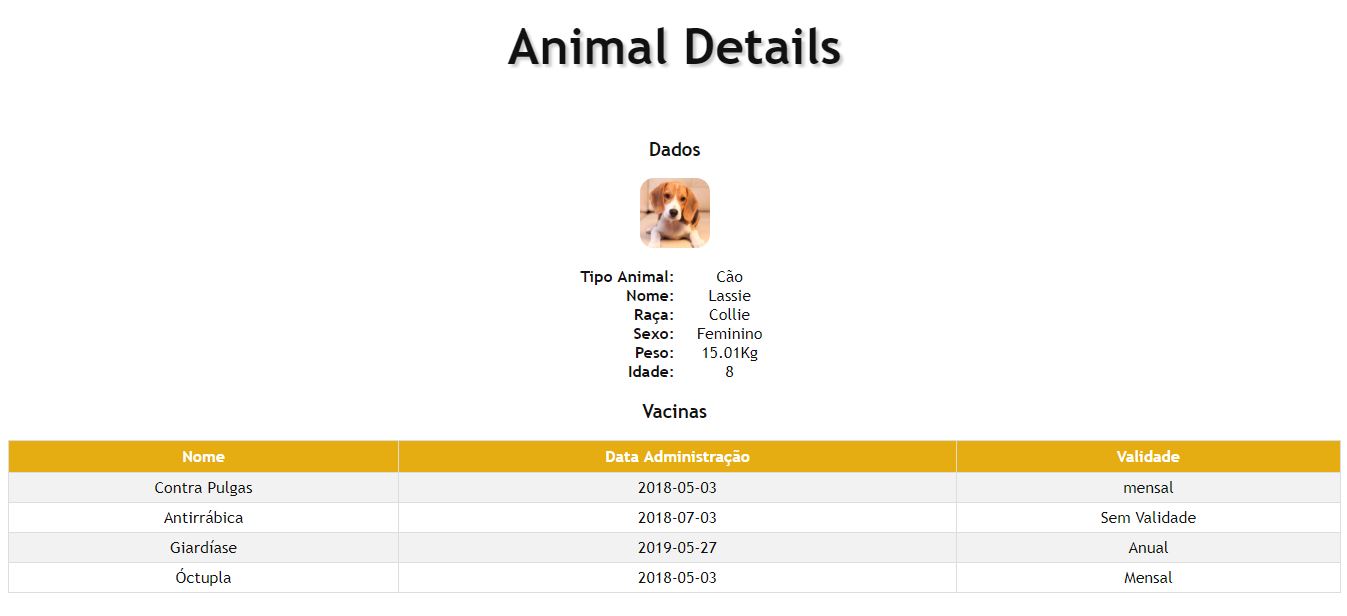 Animal Details
Dados
Tipo Animal: Cão
Nome: Lassie
Raça: Collie
Sexo: Feminino
Peso: 15.01Kg
Idade: 8
Vacinas
Nome Data Administração Validade
Contra Pulgas 2018-05-03 mensal
Antirrábica 2018-07-03 Sem Validade
Giardíase 2019-05-27 Anual
Óctupla 2018-05-03 Mensal